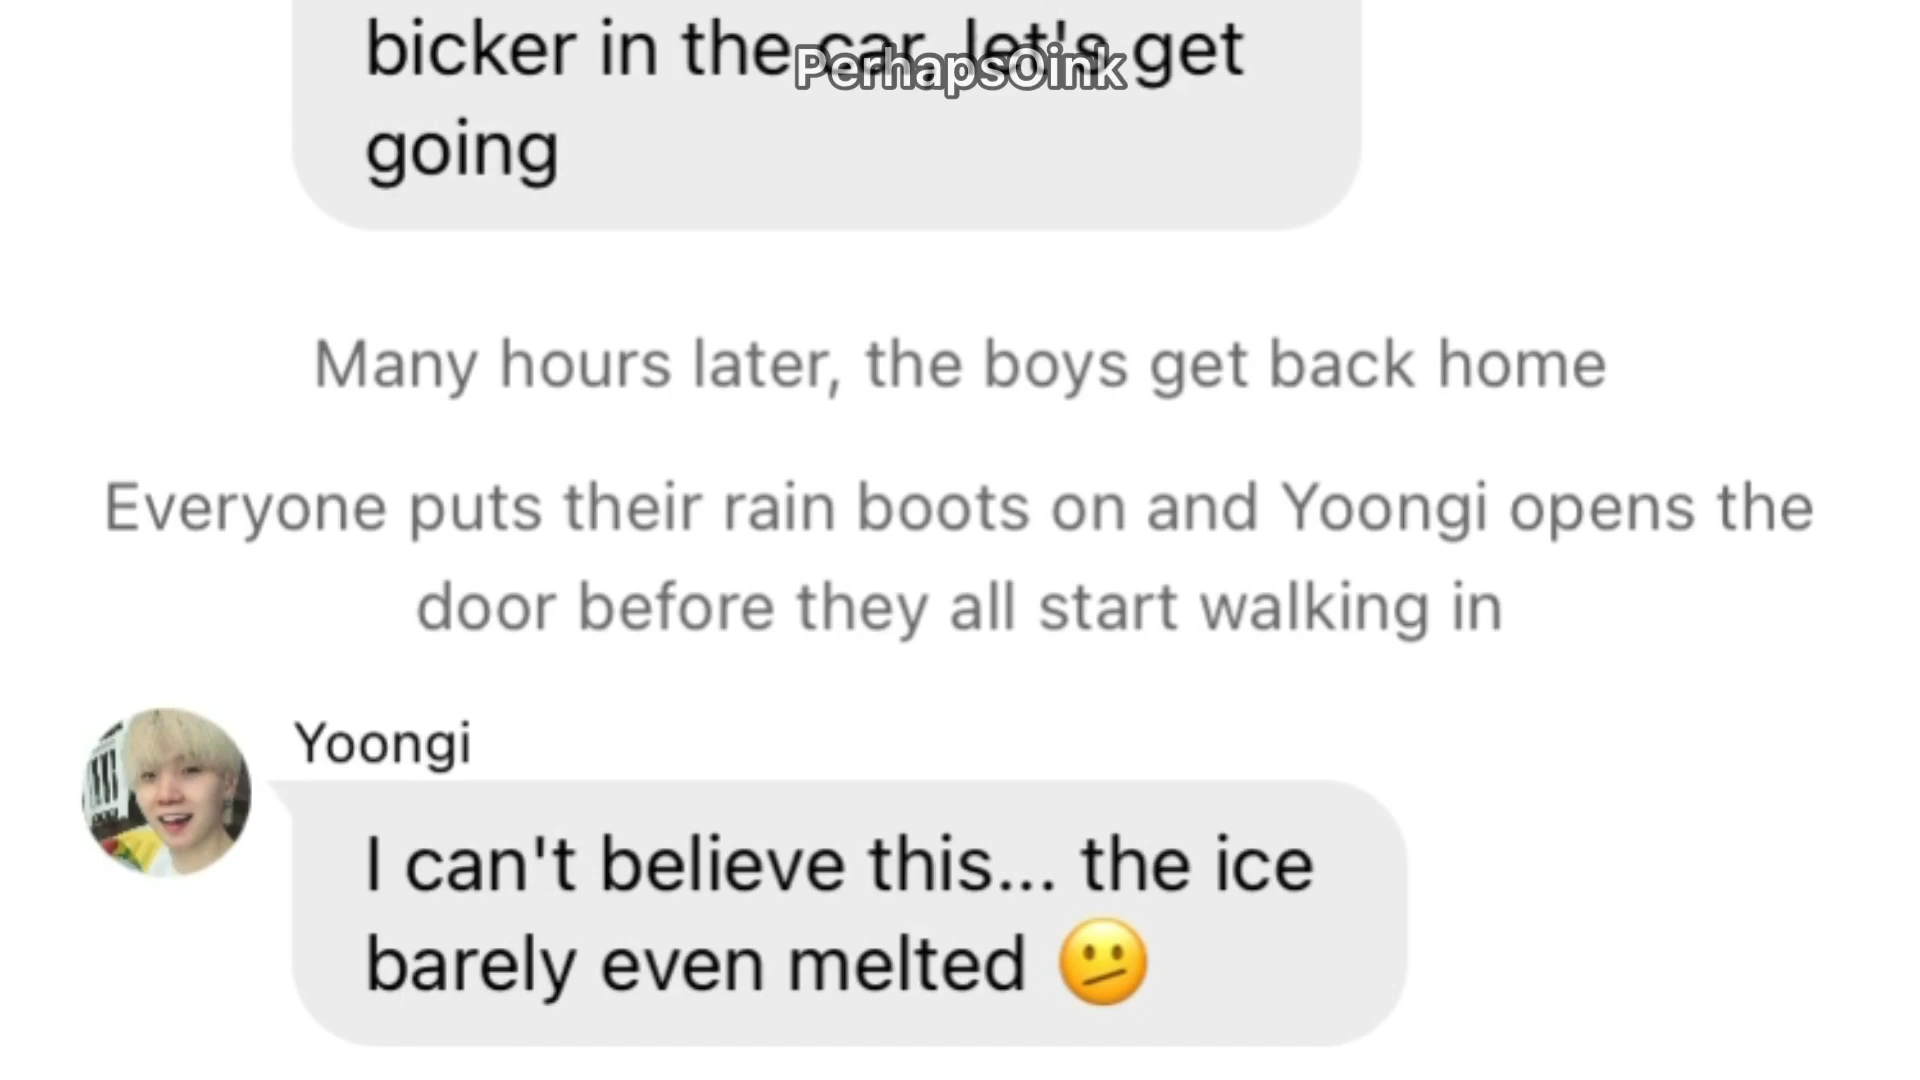 bicker in the car, let's get
PerhapsOink
going
Many hours later, the boys get back home
Everyone puts their rain boots on and Yoongi opens the
door before they all start walking in
Yoongi
I can't believe this... the ice
barely even melted 🫤